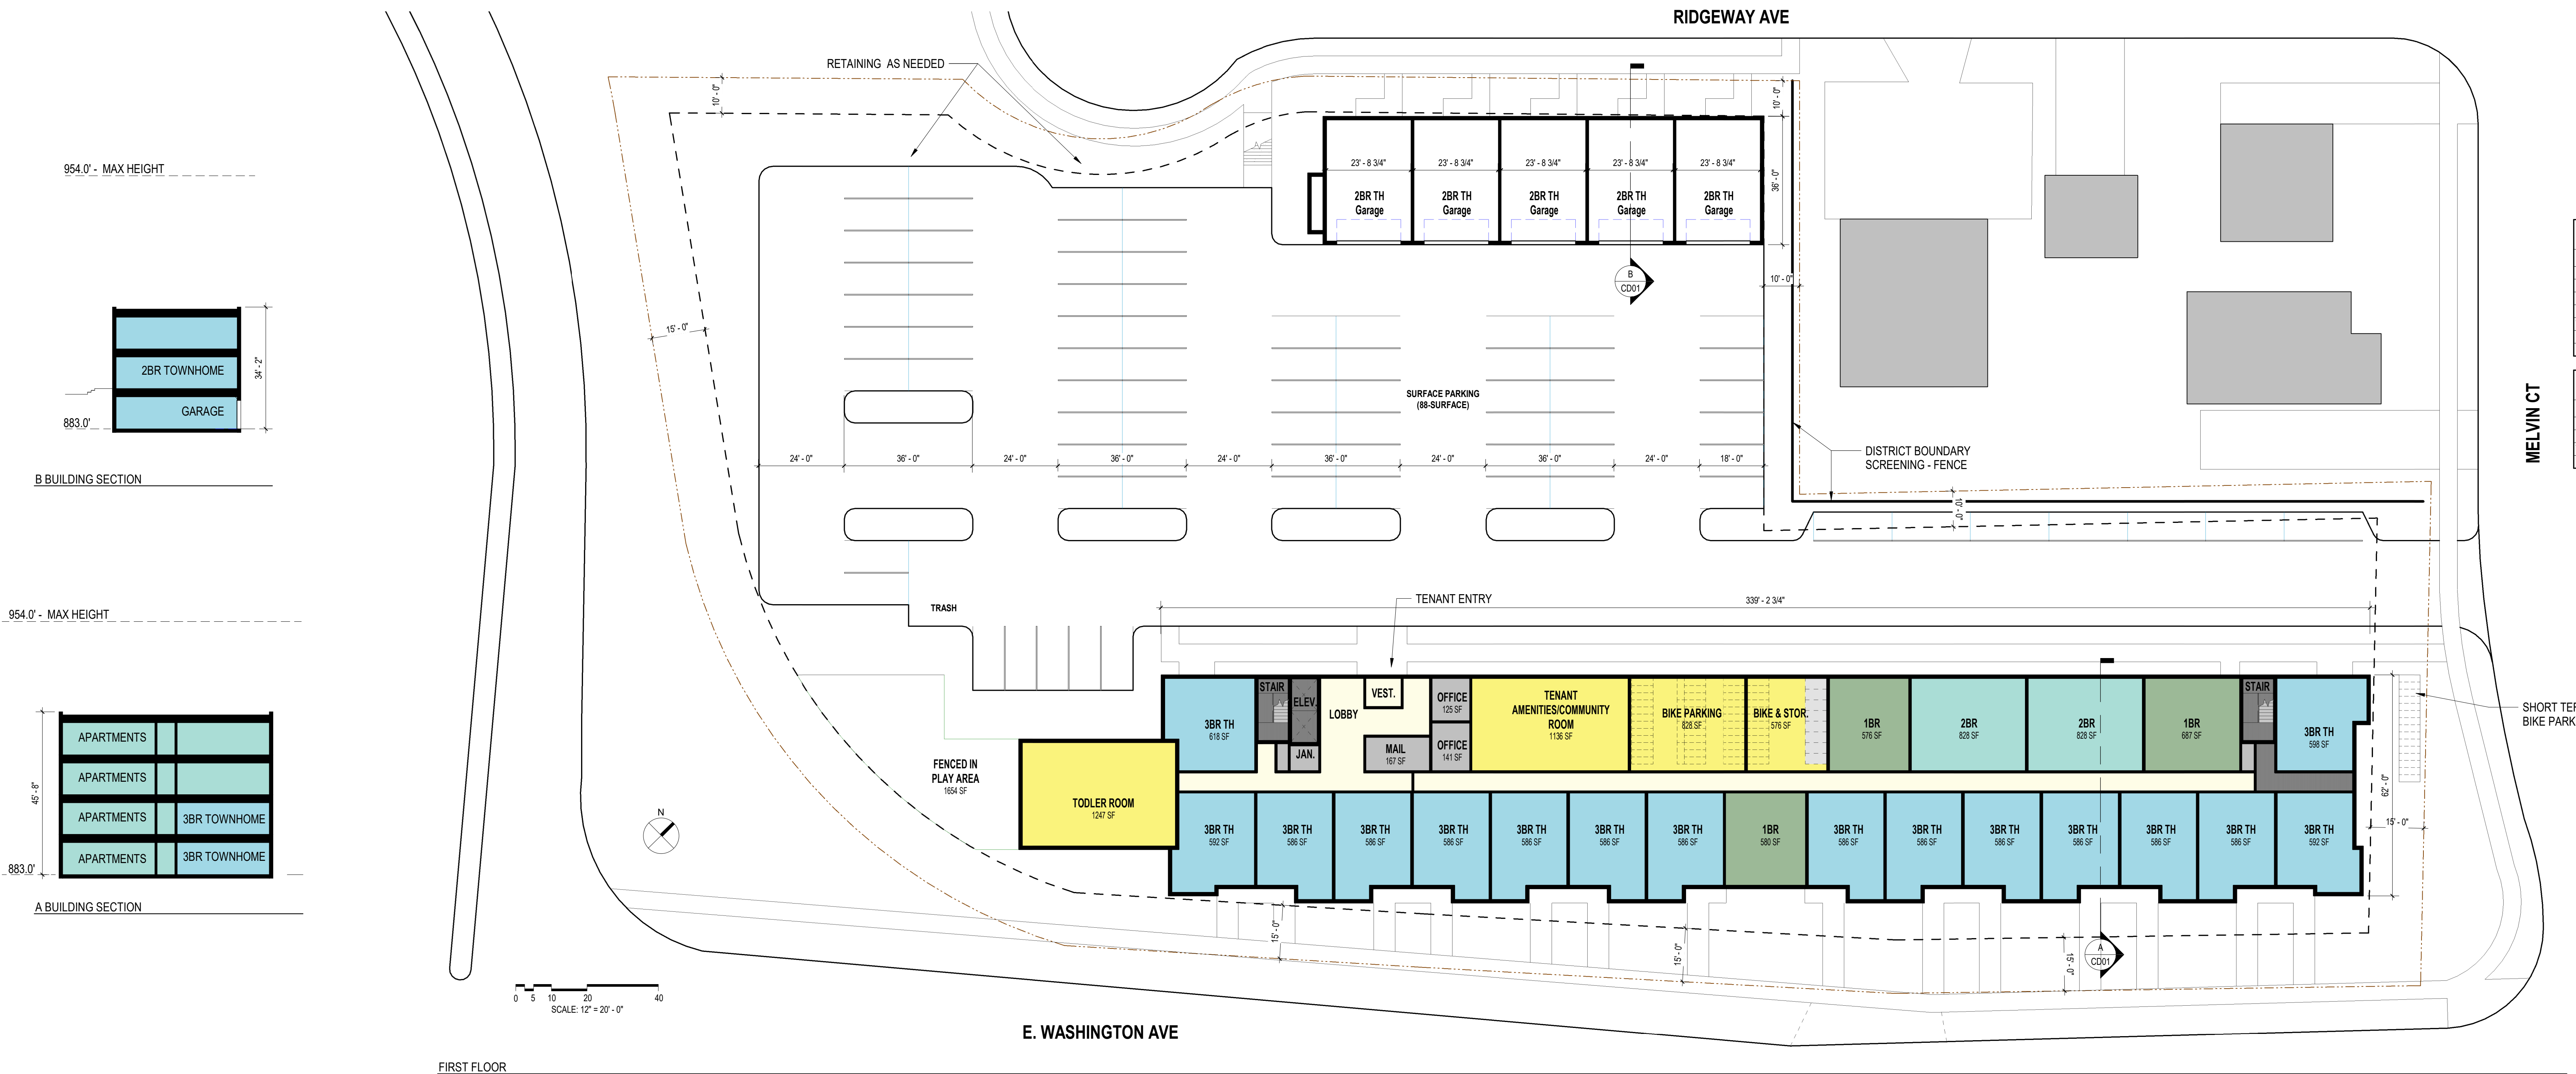 RIDGEWAY AVE
RETAINING AS NEEDED
10' - 0"
10' - 0"
954.0' - MAX HEIGHT
23' - 8 3/4"
23' - 8 3/4"
23' - 8 3/4"
23' - 8 3/4"
23' - 8 3/4"
36' - 0"
2BR TH
Garage
2BR TH
Garage
2BR TH
Garage
2BR TH
Garage
2BR TH
Garage
B
CD01
10' - 0"
15' - 0"
34' - 2"
2BR TOWNHOME
GARAGE
883.0'
B BUILDING SECTION
SURFACE PARKING
(88-SURFACE)
MELVIN CT
DISTRICT BOUNDARY
SCREENING - FENCE
24' - 0"
36' - 0"
24' - 0"
36' - 0"
24' - 0"
36' - 0"
24' - 0"
36' - 0"
24' - 0"
18' - 0"
10' - 0"
954.0' - MAX HEIGHT
TRASH
TENANT ENTRY
339' - 2 3/4"
45' - 8"
APARTMENTS
APARTMENTS
APARTMENTS
3BR TOWNHOME
APARTMENTS
3BR TOWNHOME
883.0'
A BUILDING SECTION
3BR TH
618 SF
STAIR
ELEV.
JAN.
LOBBY
VEST.
MAIL
167 SF
OFFICE
125 SF
OFFICE
141 SF
TENANT
AMENITIES/COMMUNITY
ROOM
1136 SF
BIKE PARKING
828 SF
BIKE & STOR.
576 SF
1BR
576 SF
2BR
828 SF
2BR
828 SF
1BR
687 SF
STAIR
3BR TH
598 SF
SHORT TE
BIKE PARK
62' - 0"
15' - 0"
FENCED IN
PLAY AREA
1654 SF
TODLER ROOM
1247 SF
N
3BR TH
592 SF
3BR TH
586 SF
3BR TH
586 SF
3BR TH
586 SF
3BR TH
586 SF
3BR TH
586 SF
3BR TH
586 SF
1BR
580 SF
3BR TH
586 SF
3BR TH
586 SF
3BR TH
586 SF
3BR TH
586 SF
3BR TH
586 SF
3BR TH
586 SF
3BR TH
592 SF
15' - 0"
15' - 0"
15' - 0"
A
CD01
0 5 10 20 40
SCALE: 12" = 20' - 0"
E. WASHINGTON AVE
FIRST FLOOR